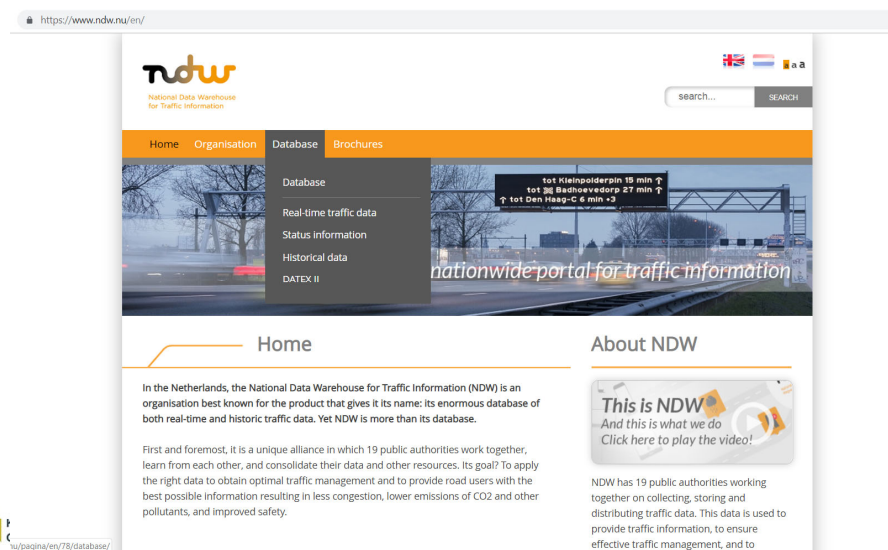 https://www.ndw.nu/en/
ndw
National Data Warehouse
for Traffic Information
a a a
search...
SEARCH
Home Organisation Database Brochures
Database
Real-time traffic data
Status information
Historical data
DATEX II
tot Kleinpolderpln 15 min ↑
tot Badhoevedorp 27 min ↑
↑ tot Den Haag-C 6 min +3
nationwide portal for traffic information
Home
In the Netherlands, the National Data Warehouse for Traffic Information (NDW) is an
organisation best known for the product that gives it its name: its enormous database of
both real-time and historic traffic data. Yet NDW is more than its database.
First and foremost, it is a unique alliance in which 19 public authorities work together,
learn from each other, and consolidate their data and other resources. Its goal? To apply
the right data to obtain optimal traffic management and to provide road users with the
best possible information resulting in less congestion, lower emissions of CO2 and other
pollutants, and improved safety.
About NDW
This is NDW
And this is what we do
Click here to play the video!
NDW has 19 public authorities working
together on collecting, storing and
distributing traffic data. This data is used to
provide traffic information, to ensure
effective traffic management, and to
nu/pagina/en/78/database/